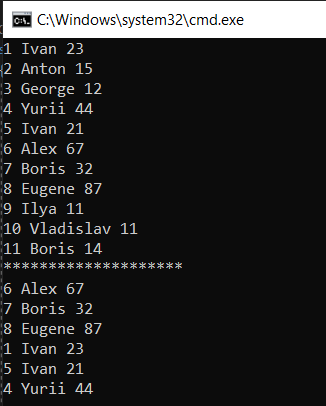 C:\Windows\system32\cmd.exe
1 Ivan 23
2 Anton 15
3 George 12
4 Yurii 44
5 Ivan 21
6 Alex 67
7 Boris 32
8 Eugene 87
9 Ilya 11
10 Vladislav 11
11 Boris 14
********************
6 Alex 67
7 Boris 32
8 Eugene 87
1 Ivan 23
5 Ivan 21
4 Yurii 44